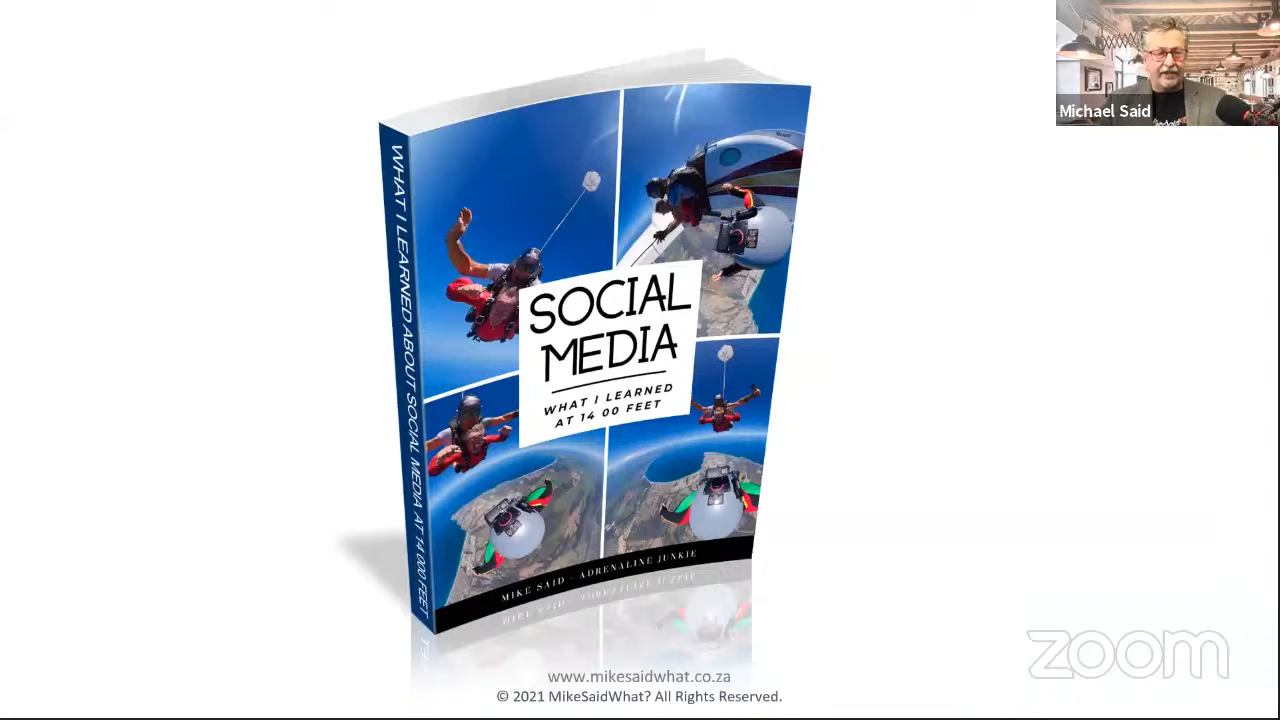 Michael Said
WHAT I LEARNED ABOUT SOCIAL MEDIA AT 14 000 FEET
SOCIAL
MEDIA
WHAT I LEARNED
AT 14 00 FEET
MIKE SAID - ADRENALINE JUNKIE
www.mikesaidwhat.co.za
© 2021 MikeSaidWhat? All Rights Reserved.
zoom